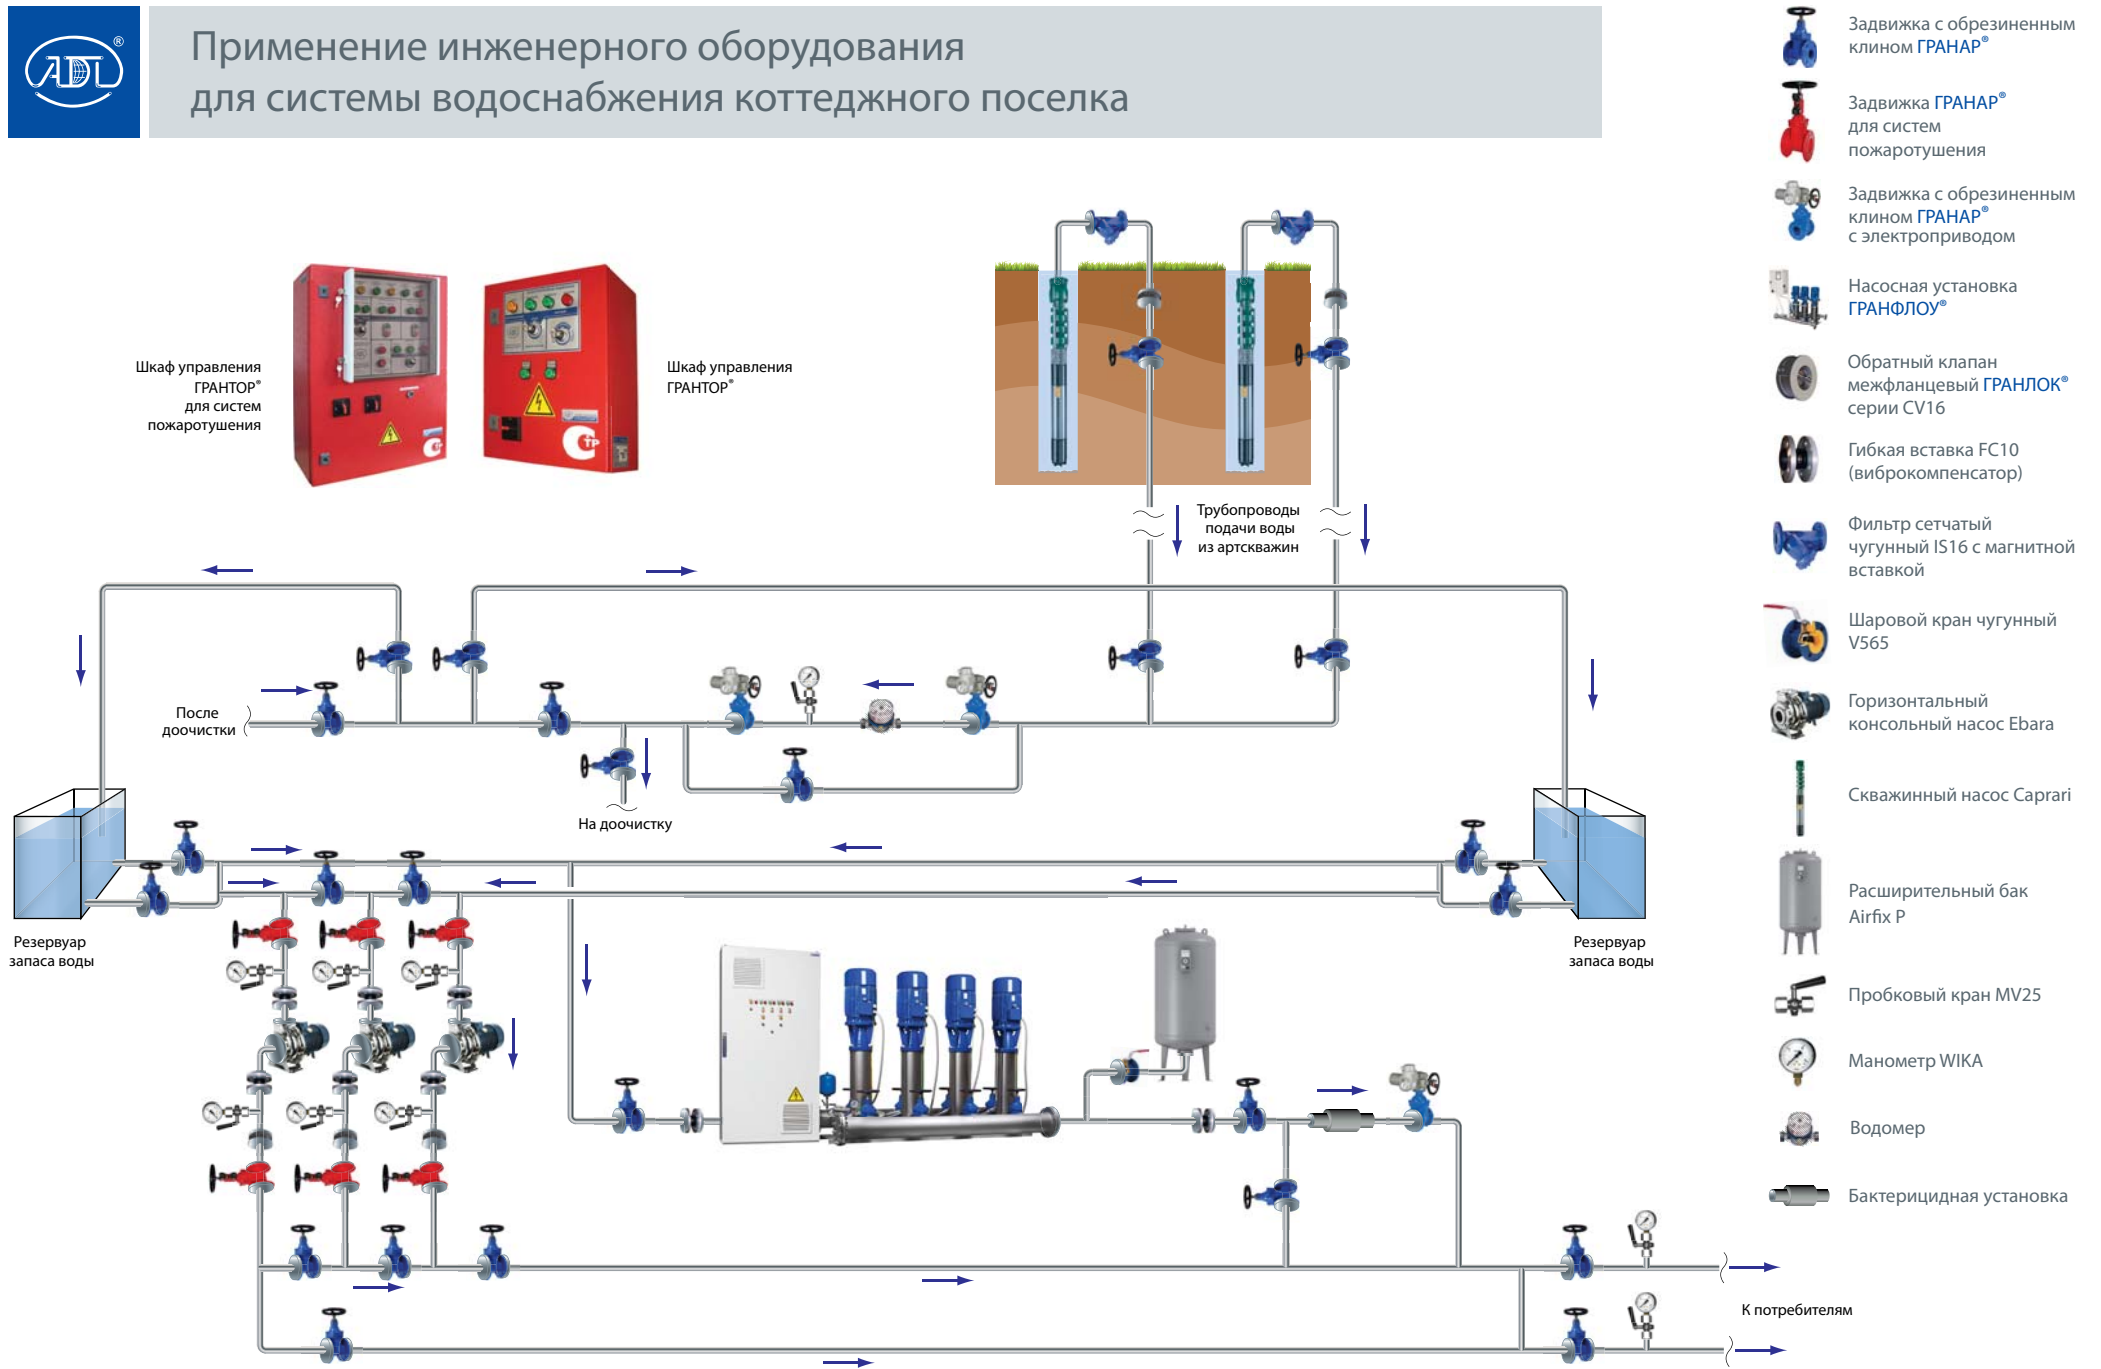 ADL®
Применение инженерного оборудования
для системы водоснабжения коттеджного поселка
Шкаф управления
ГРАНТОР®
для систем
пожаротушения
Шкаф управления
ГРАНТОР®
Трубопроводы
подачи воды
из артскважин
После
доочистки
На доочистку
Резервуар
запаса воды
Резервуар
запаса воды
К потребителям
Задвижка с обрезиненным
клином ГРАНАР®
Задвижка ГРАНАР®
для систем
пожаротушения
Задвижка с обрезиненным
клином ГРАНАР®
с электроприводом
Насосная установка
ГРАНФЛОУ®
Обратный клапан
межфланцевый ГРАНЛОК®
серии CV16
Гибкая вставка FC10
(виброкомпенсатор)
Фильтр сетчатый
чугунный IS16 с магнитной
вставкой
Шаровой кран чугунный
V565
Горизонтальный
консольный насос Ebara
Скважинный насос Caprari
Расширительный бак
Airfix P
Пробковый кран MV25
Манометр WIKA
Водомер
Бактерицидная установка